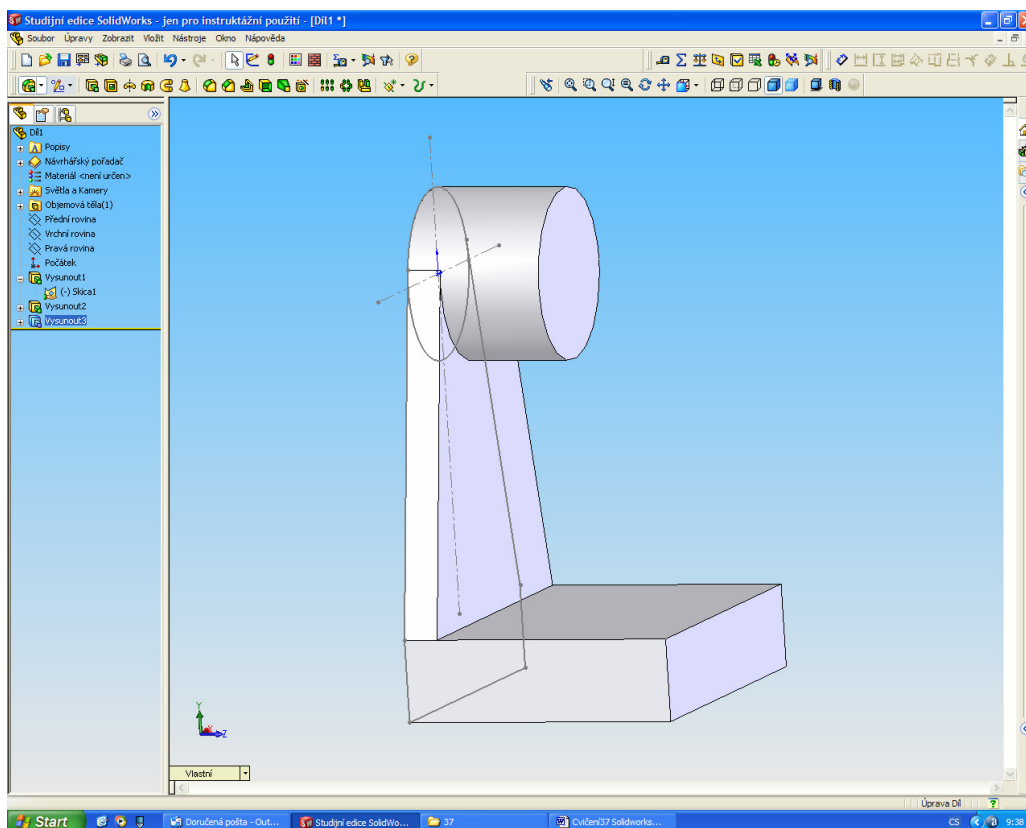 Studijní edice SolidWorks - jen pro instruktážní použití - [Díl1 *]
Soubor Úpravy Zobrazit Vložit Nástroje Okno Nápověda
Díl1
Popisy
Návrhářský pořadač
Materiál <není určen>
Světla a Kamery
Objemová těla(1)
Přední rovina
Vrchní rovina
Pravá rovina
Počátek
Vysunout1
(-) Skica1
Vysunout2
Vysunout3
Y
Z
Vlastní
Úprava Díl
Start
Doručená pošta - Out...
Studijní edice SolidWo...
37
Cvičení37 Solidworks...
CS
9:38